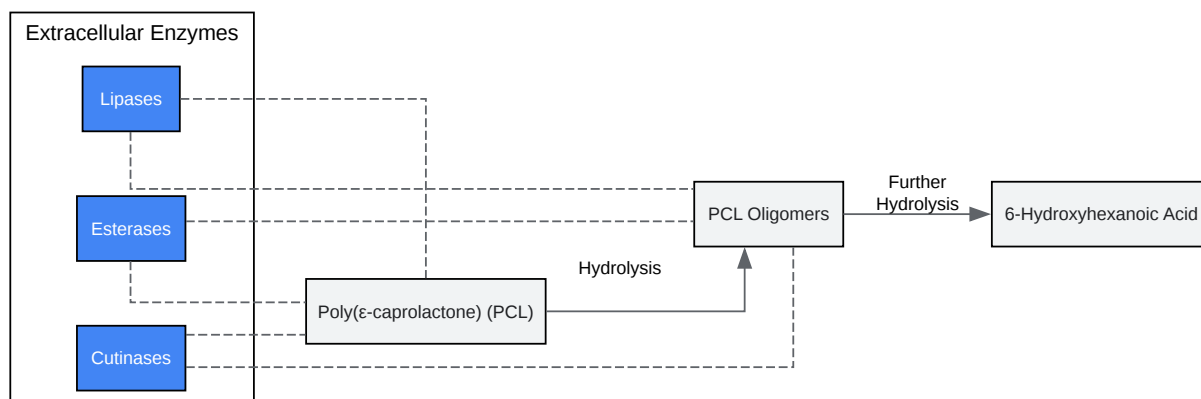 Extracellular Enzymes
Lipases
Esterases
Cutinases
Poly(ε-caprolactone) (PCL)
Hydrolysis
PCL Oligomers
Further
Hydrolysis
6-Hydroxyhexanoic Acid